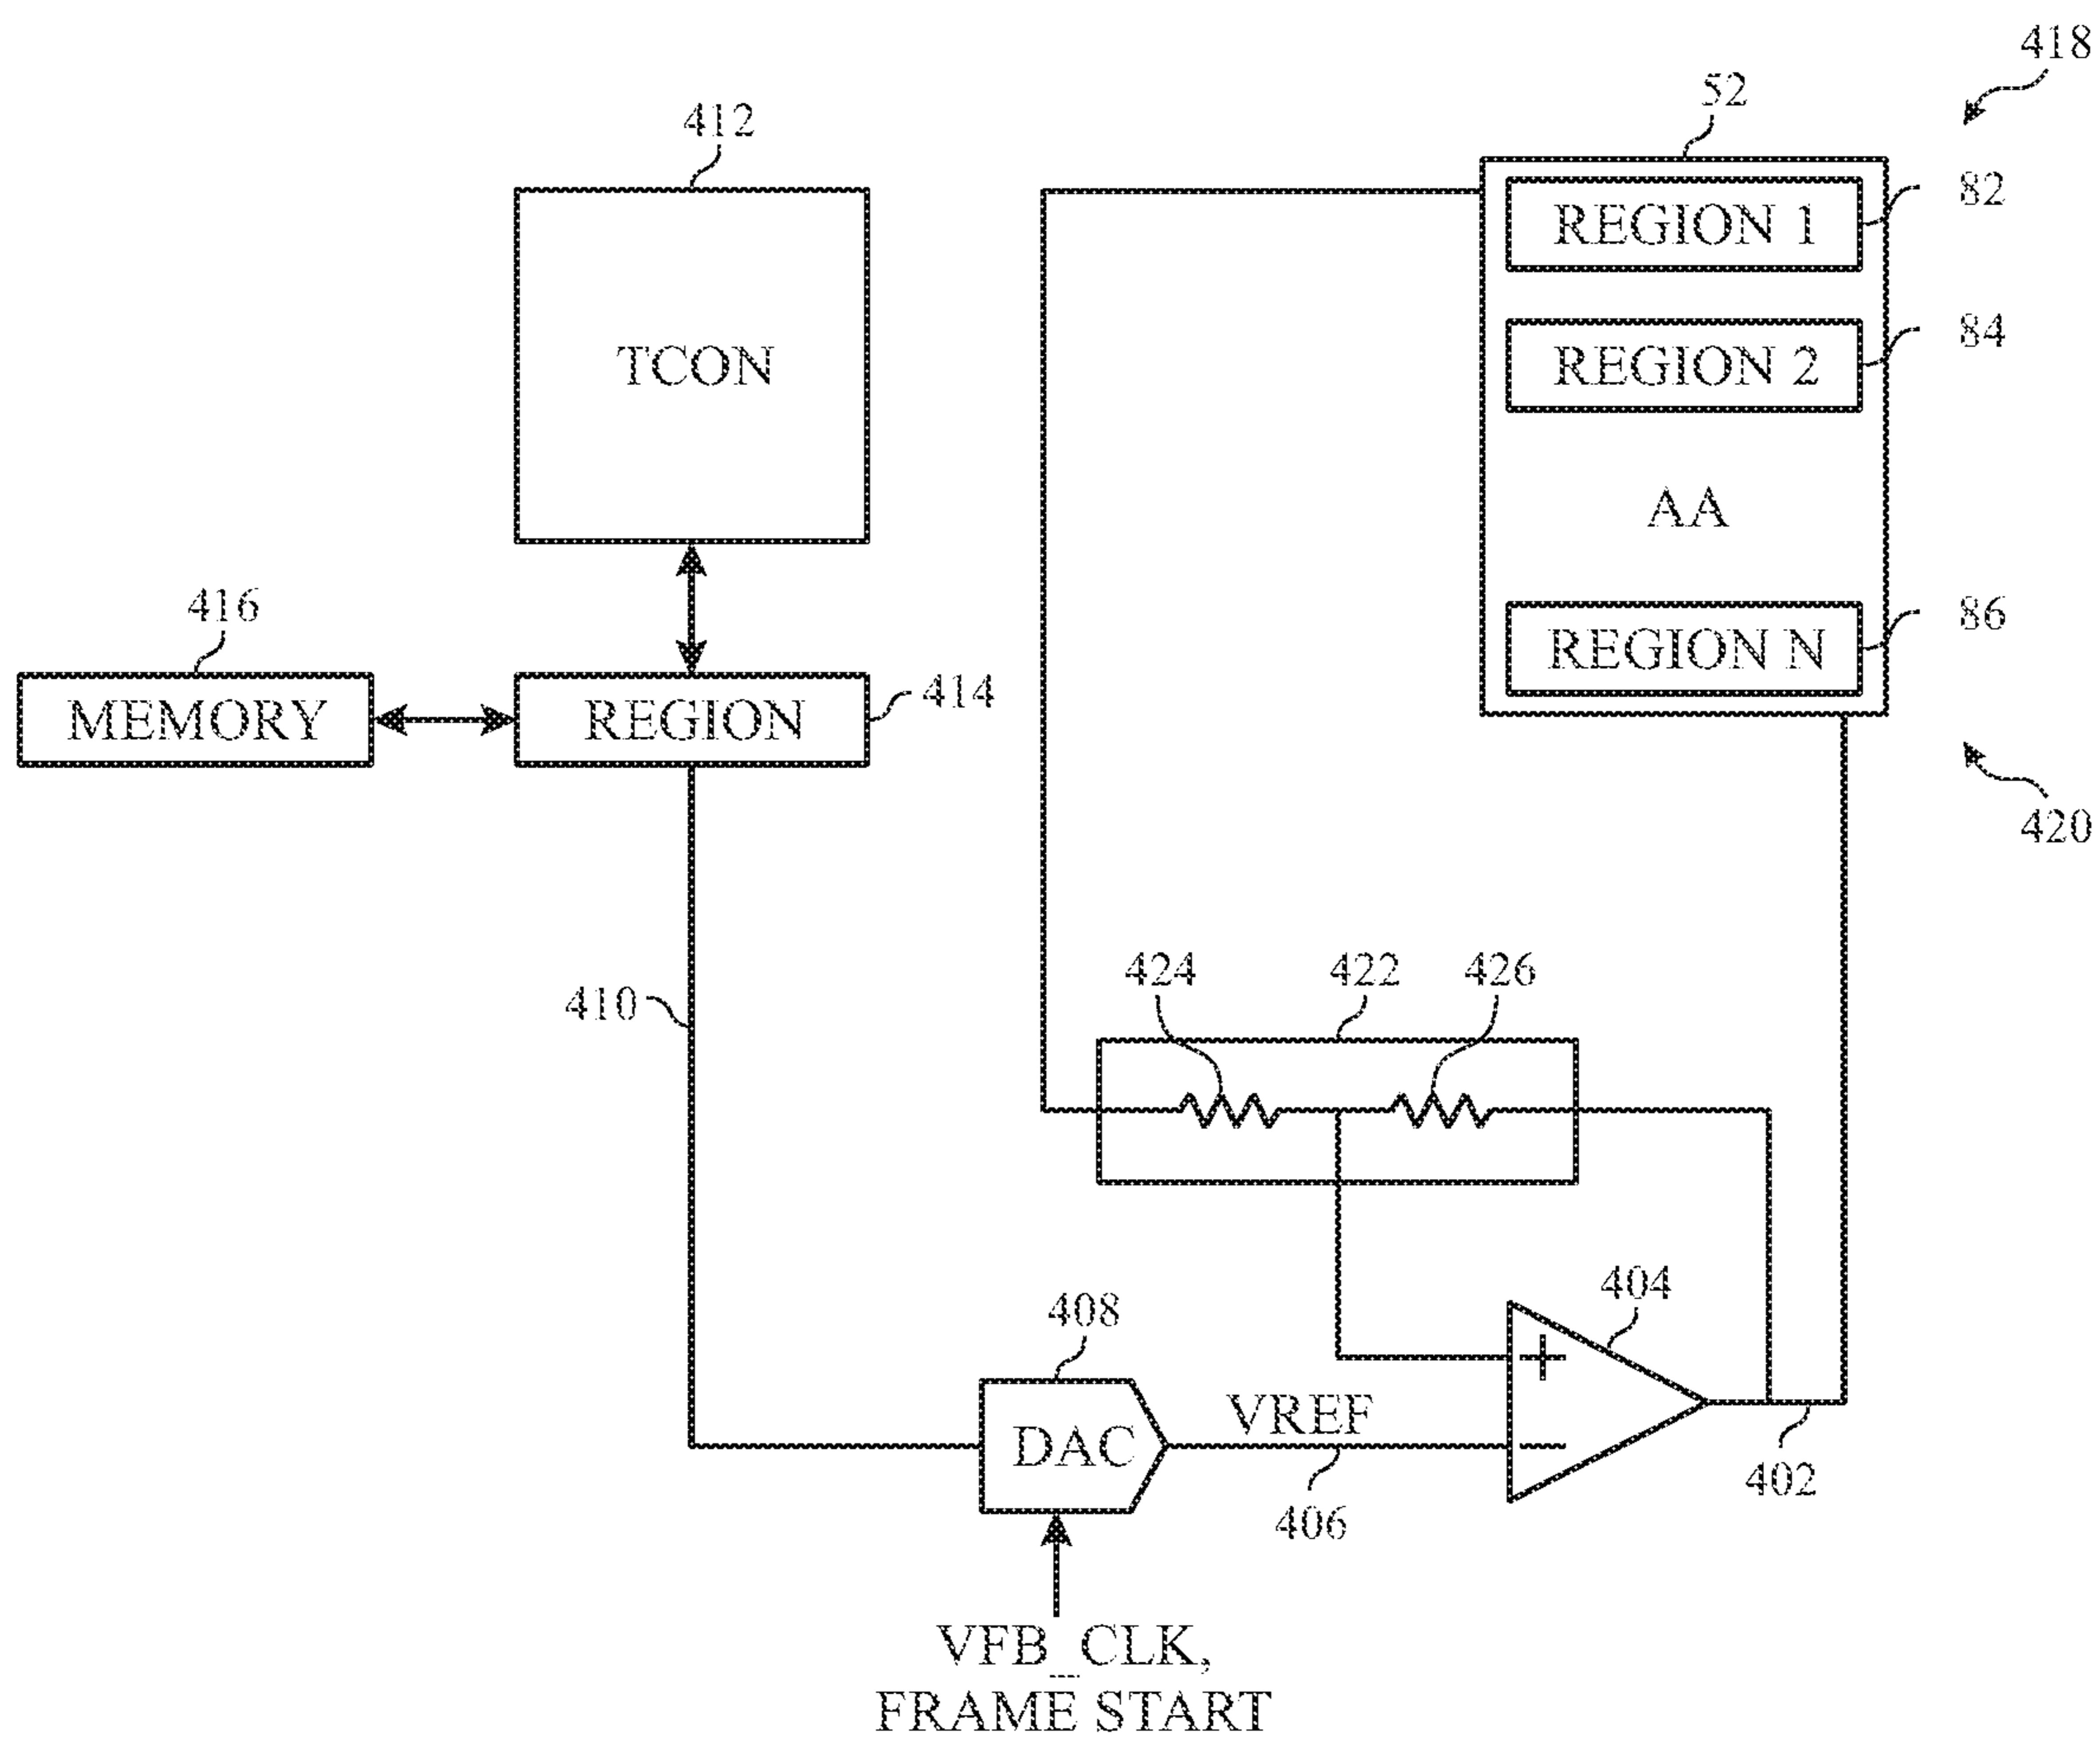 418
52
412
REGION 1
82
TCON
REGION 2
84
AA
416
REGION N
86
MEMORY
REGION
414
420
410
424
422
426
404
408
DAC
VREF
+
−
402
406
VFB_CLK,
FRAME START